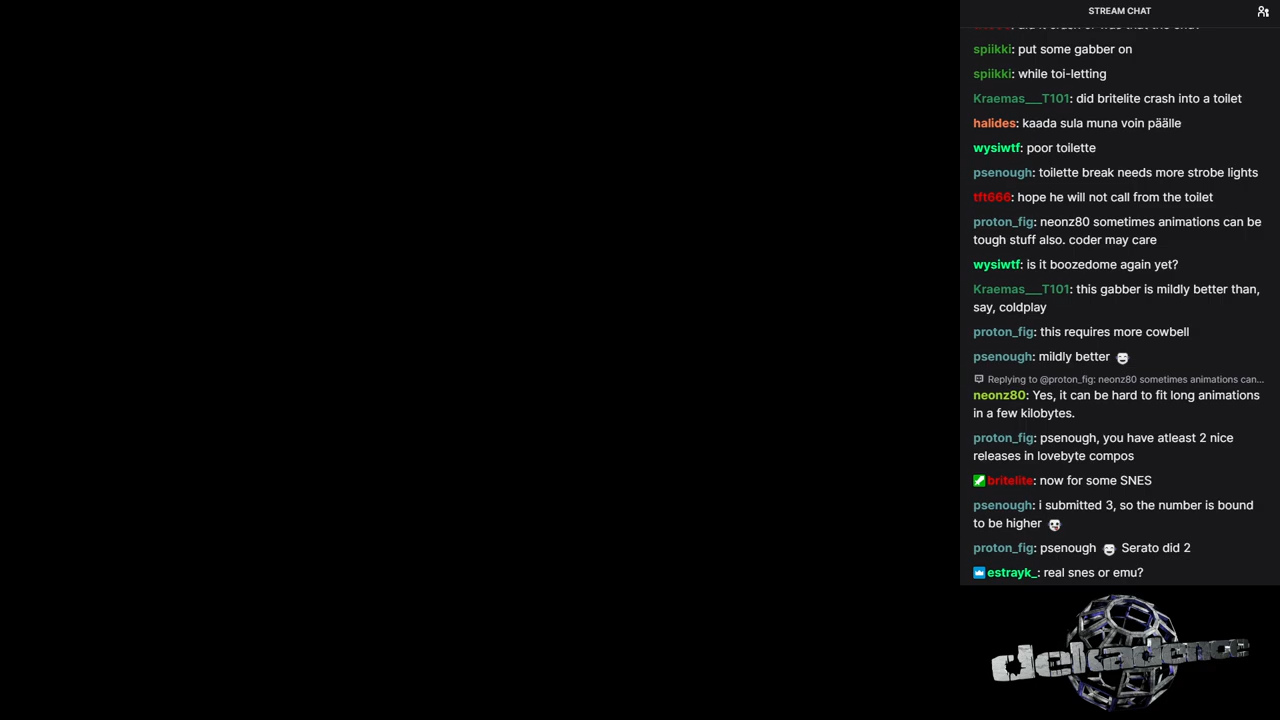 STREAM CHAT
spiikki: put some gabber on
spiikki: while toi-letting
Kraemas___T101: did britelite crash into a toilet
halides: kaada sula muna voin päälle
wysiwtf: poor toilette
psenough: toilette break needs more strobe lights
tft666: hope he will not call from the toilet
proton_fig: neonz80 sometimes animations can be
tough stuff also. coder may care
wysiwtf: is it boozedome again yet?
Kraemas___T101: this gabber is mildly better than,
say, coldplay
proton_fig: this requires more cowbell
psenough: mildly better
Replying to @proton_fig: neonz80 sometimes animations can...
neonz80: Yes, it can be hard to fit long animations
in a few kilobytes.
proton_fig: psenough, you have atleast 2 nice
releases in lovebyte compos
britelite: now for some SNES
psenough: i submitted 3, so the number is bound
to be higher
proton_fig: psenough Serato did 2
estrayk_: real snes or emu?
dekadence